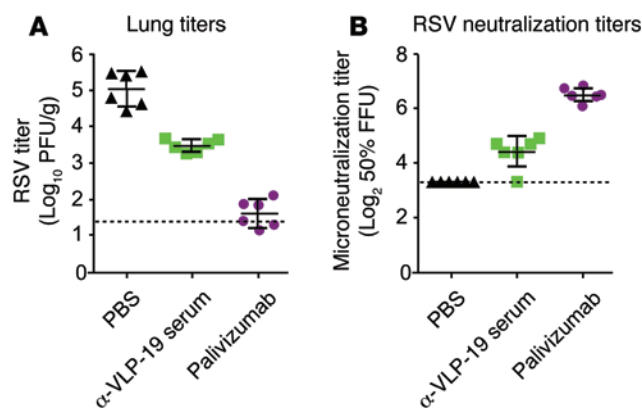 A Lung titers
RSV titer
(Log10 PFU/g)
6
5
4
3
2
1
0
PBS
α-VLP-19 serum
Palivizumab
B RSV neutralization titers
Microneutralization titer
(Log2 50% FFU)
8
6
4
2
0
PBS
α-VLP-19 serum
Palivizumab